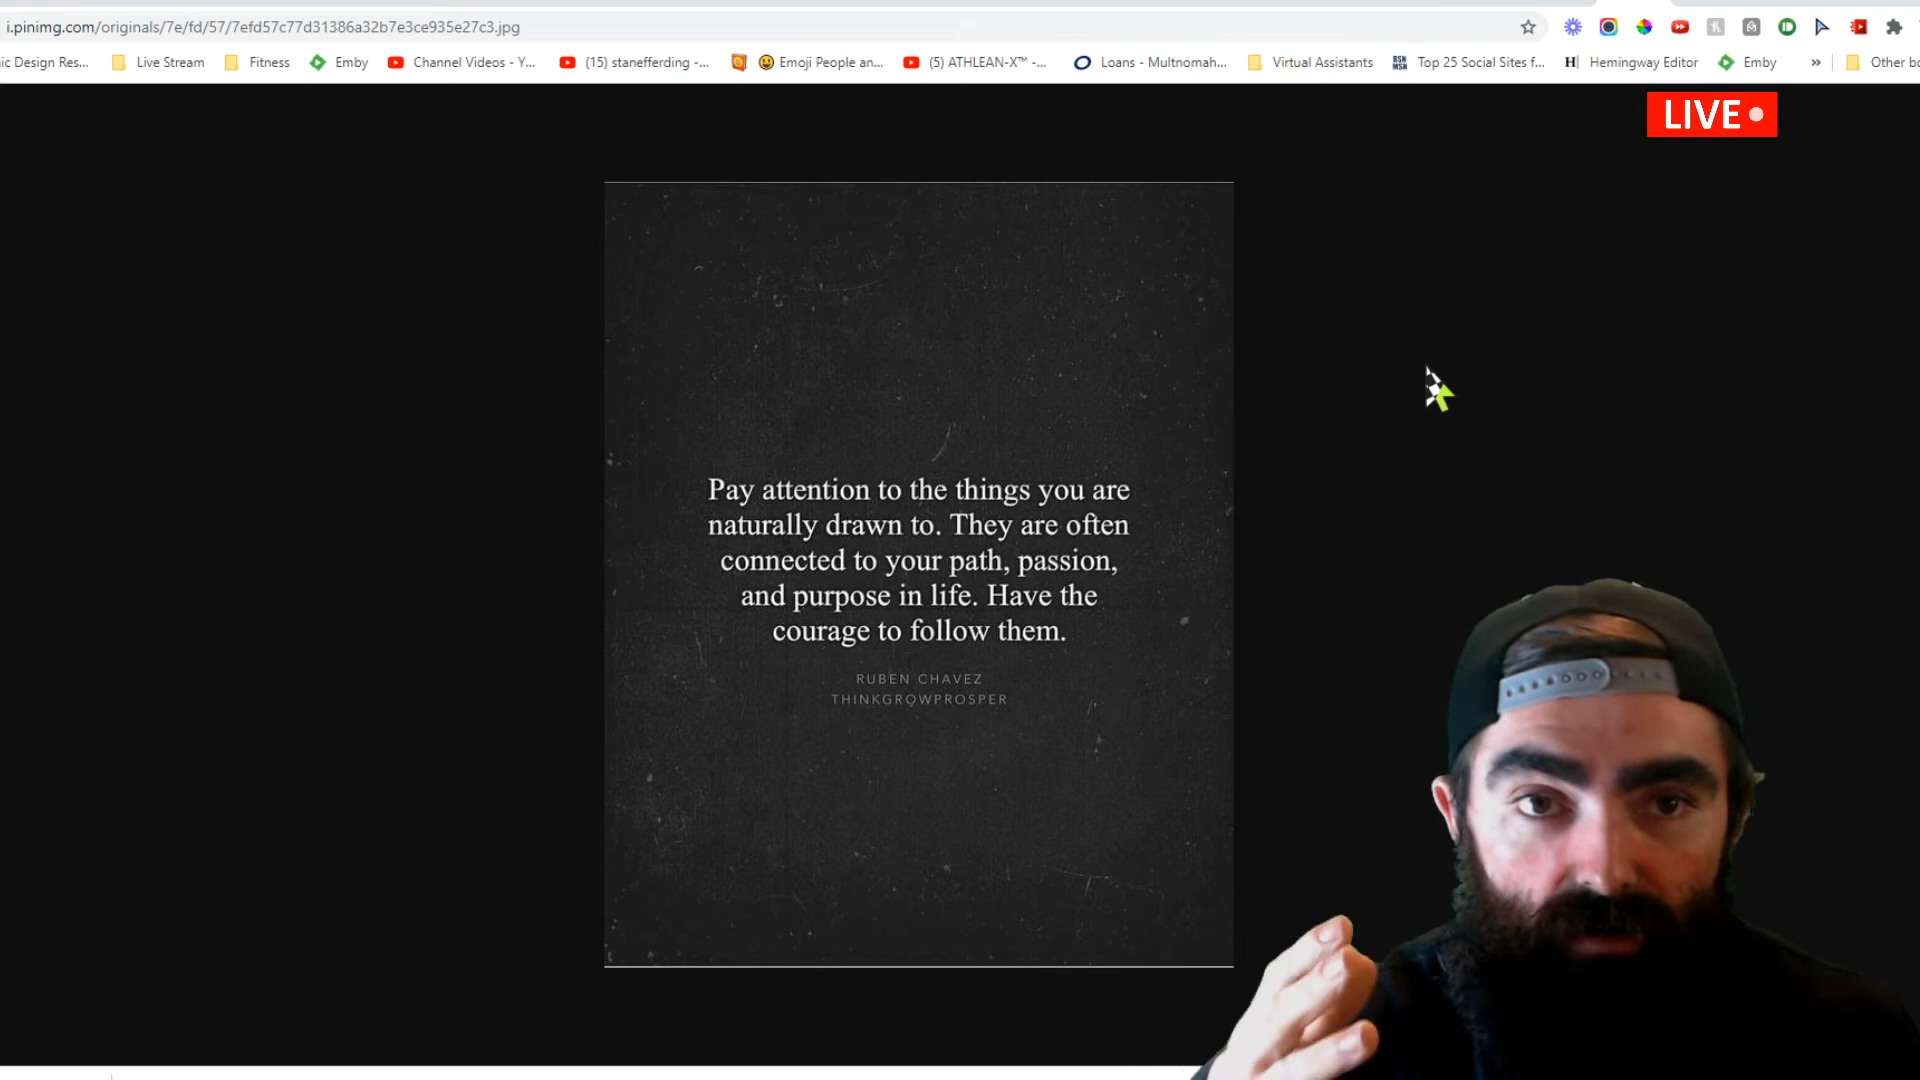 i.pinimg.com/originals/7e/fd/57/7efd57c77d31386a32b7e3ce935e27c3.jpg
ic Design Res... Live Stream Fitness Emby Channel Videos - Y... (15) stanefferding -... Emoji People an... (5) ATHLEAN-X™ -... Loans - Multnomah... Virtual Assistants BSN MSN Top 25 Social Sites f... H Hemingway Editor Emby » Other bo
LIVE
Pay attention to the things you are
naturally drawn to. They are often
connected to your path, passion,
and purpose in life. Have the
courage to follow them.
RUBEN CHAVEZ
THINKGROWPROSPER